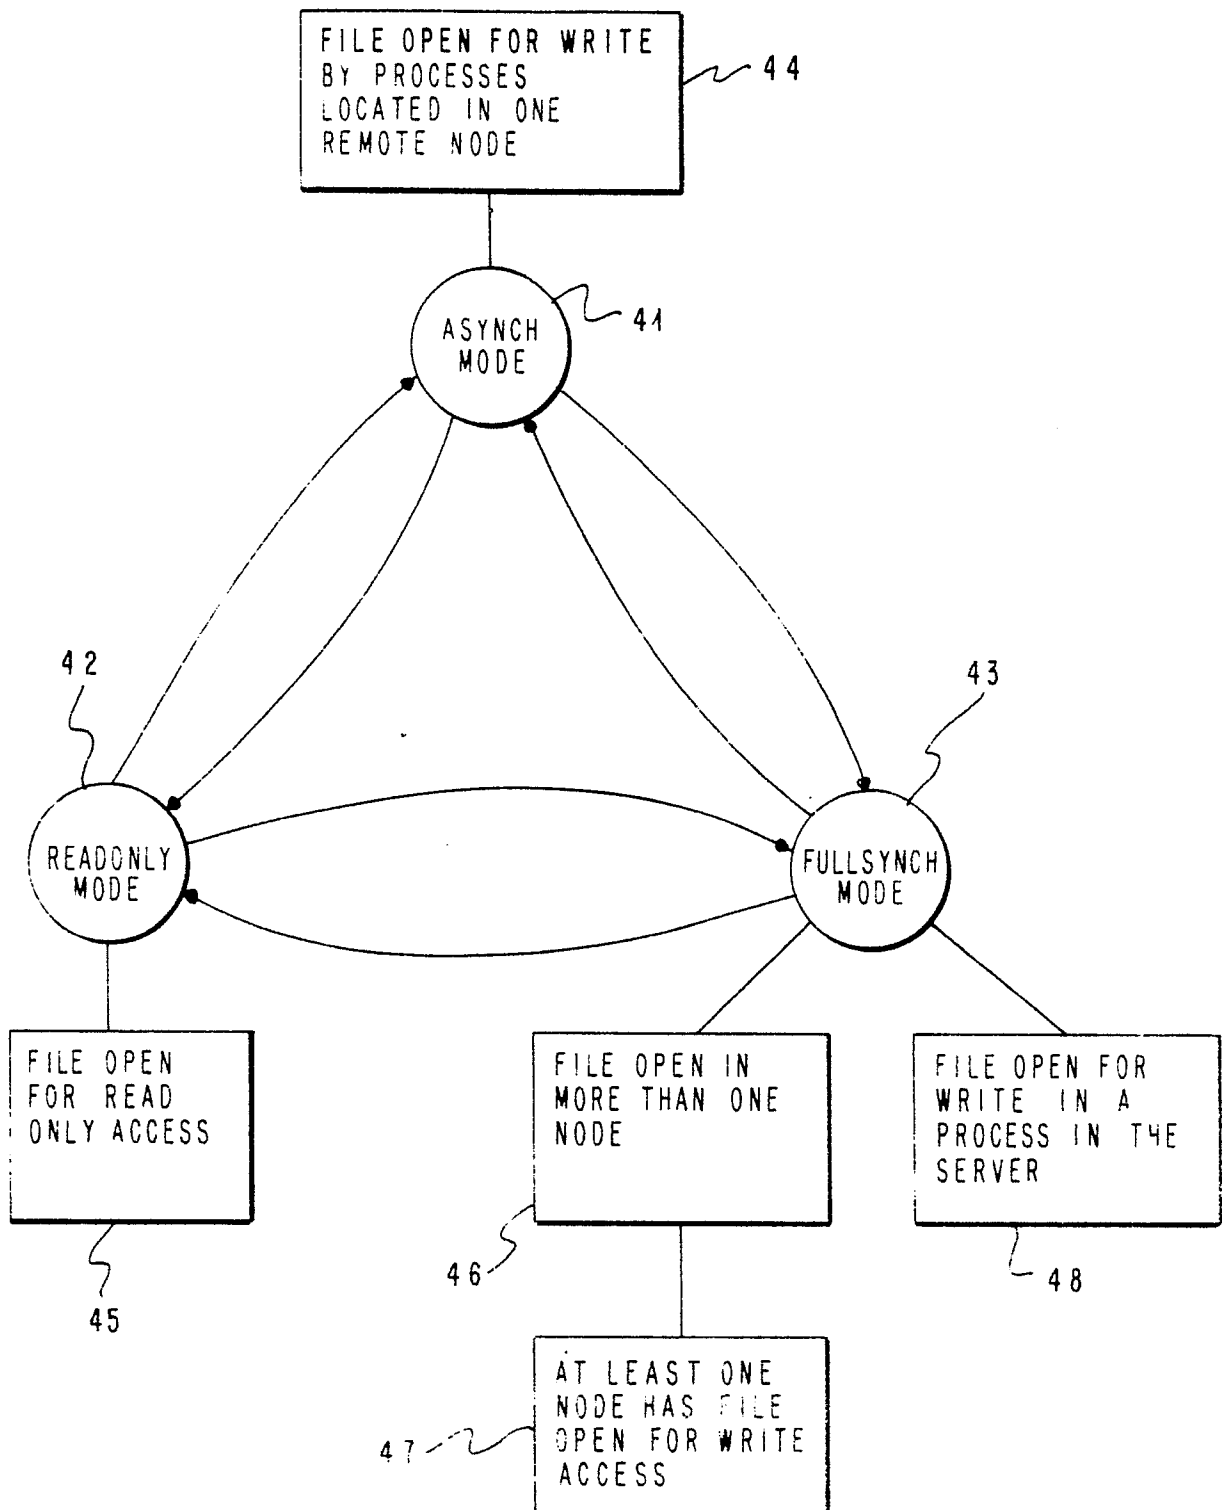 FILE OPEN FOR WRITE
BY PROCESSES
LOCATED IN ONE
REMOTE NODE
44
ASYNCH
MODE
41
42
43
READONLY
MODE
FULLSYNCH
MODE
FILE OPEN
FOR READ
ONLY ACCESS
45
FILE OPEN IN
MORE THAN ONE
NODE
46
FILE OPEN FOR
WRITE IN A
PROCESS IN THE
SERVER
48
AT LEAST ONE
NODE HAS FILE
OPEN FOR WRITE
ACCESS
47